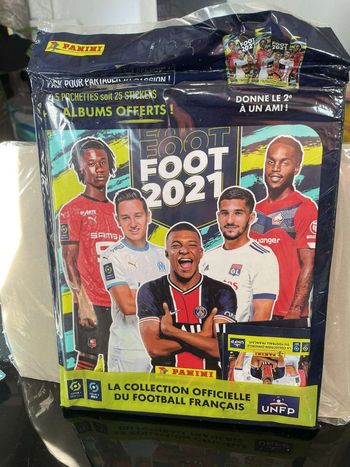 PANINI
PACK POUR PARTAGER LA PASSION !
5 POCHETTES soit 25 STICKERS
ALBUMS OFFERTS !
DONNE LE 2e
À UN AMI !
FOOT
FOOT
2021
PANINI
LA COLLECTION OFFICIELLE
DU FOOTBALL FRANÇAIS
UNFP
PANINI